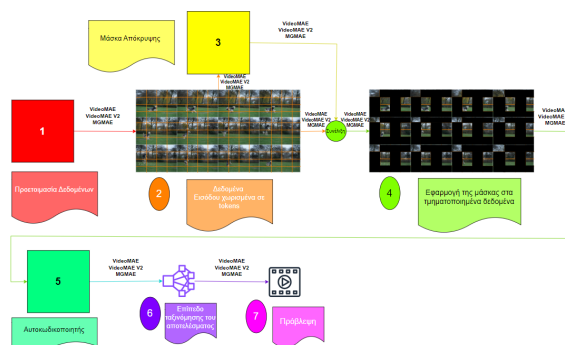 Μάσκα Απόκρυψης
3
VideoMAE
VideoMAE V2
MGMAE
VideoMAE
VideoMAE V2
MGMAE
1
VideoMAE
VideoMAE V2
MGMAE
VideoMAE
VideoMAE V2
MGMAE
Συνέλιξη
VideoMAE
VideoMAE V2
MGMAE
VideoMA
VideoMAE
MGMA
Προετοιμασία Δεδομένων
2
Δεδομένα
Εισόδου χωρισμένα σε
tokens
4
Εφαρμογή της μάσκας στα
τμηματοποιημένα δεδομένα
5
VideoMAE
VideoMAE V2
MGMAE
VideoMAE
VideoMAE V2
MGMAE
Αυτοκωδικοποιητής
6
Επίπεδο
ταξινόμησης του
αποτελέσματος
7
Πρόβλεψη